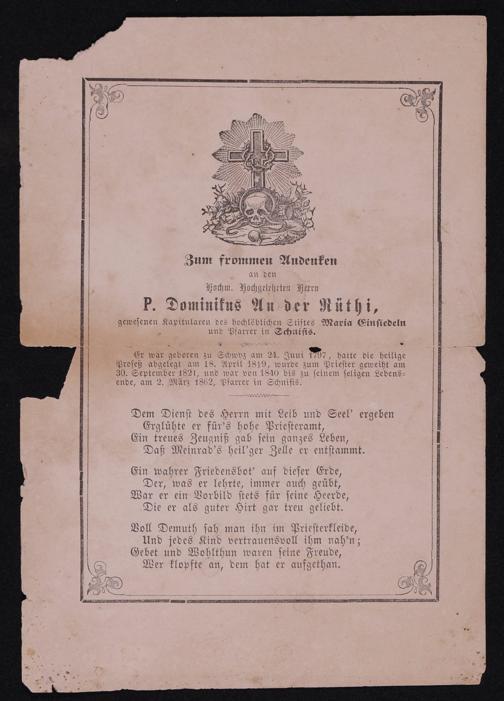 Zum frommen Andenken
an den
Hochw. Hochgelehrten Herrn
P. Dominikus An der Rüthi,
gewesenen Kapitularen des hochlöblichen Stiftes Maria Einsiedeln
und Pfarrer in Schnifis.
Er war geboren zu Schwyz am 24. Juni 1797, hatte die heilige
Profeß abgelegt am 18. April 1819, wurde zum Priester geweiht am
30. September 1821, und war von 1840 bis zu seinem seligen Lebens-
ende, am 2. März 1862, Pfarrer in Schnifis.
Dem Dienst des Herrn mit Leib und Seel' ergeben
Erglühte er für's hohe Priesteramt,
Ein treues Zeugniß gab sein ganzes Leben,
Daß Meinrad's heil'ger Zelle er entstammt.
Ein wahrer Friedensbot' auf dieser Erde,
Der, was er lehrte, immer auch geübt,
War er ein Vorbild stets für seine Heerde,
Die er als guter Hirt gar treu geliebt.
Voll Demuth sah man ihn im Priesterkleide,
Und jedes Kind vertrauensvoll ihm nah'n;
Gebet und Wohlthun waren seine Freude,
Wer klopfte an, dem hat er aufgethan.